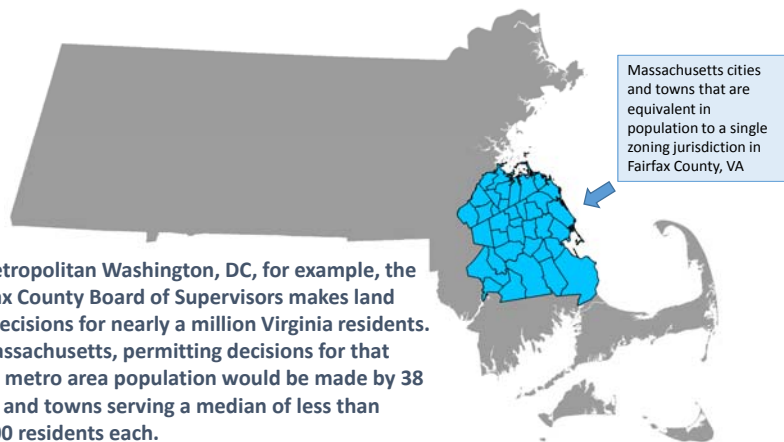 Massachusetts cities
and towns that are
equivalent in
population to a single
zoning jurisdiction in
Fairfax County, VA
etropolitan Washington, DC, for example, the
ax County Board of Supervisors makes land
ecisions for nearly a million Virginia residents.
assachusetts, permitting decisions for that
metro area population would be made by 38
and towns serving a median of less than
00 residents each.